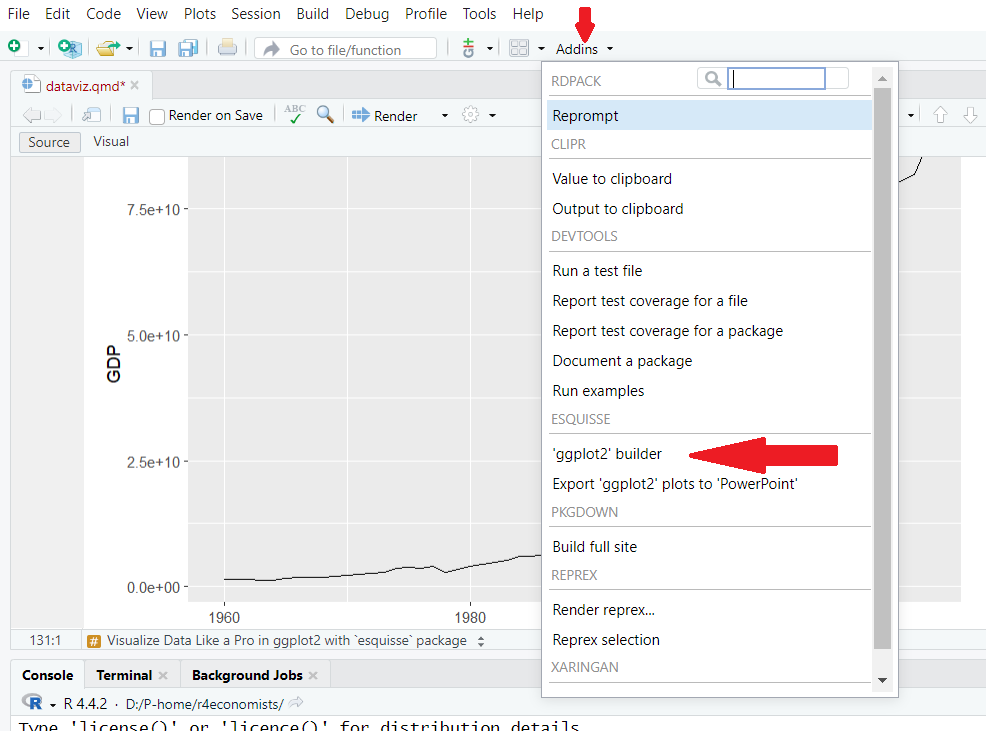 File Edit Code View Plots Session Build Debug Profile Tools Help
Go to file/function Addins
dataviz.qmd*
Render on Save ABC Render
Source Visual
7.5e+10
5.0e+10
2.5e+10
0.0e+00
GDP
1960 1980
RDPACK
Reprompt
CLIPR
Value to clipboard
Output to clipboard
DEVTOOLS
Run a test file
Report test coverage for a file
Report test coverage for a package
Document a package
Run examples
ESQUISSE
'ggplot2' builder
Export 'ggplot2' plots to 'PowerPoint'
PKGDOWN
Build full site
REPREX
Render reprex...
Reprex selection
XARINGAN
131:1 # Visualize Data Like a Pro in ggplot2 with `esquisse` package
Console Terminal Background Jobs
R R 4.4.2 · D:/P-home/r4economists/
Type 'license()' or 'licence()' for distribution details.